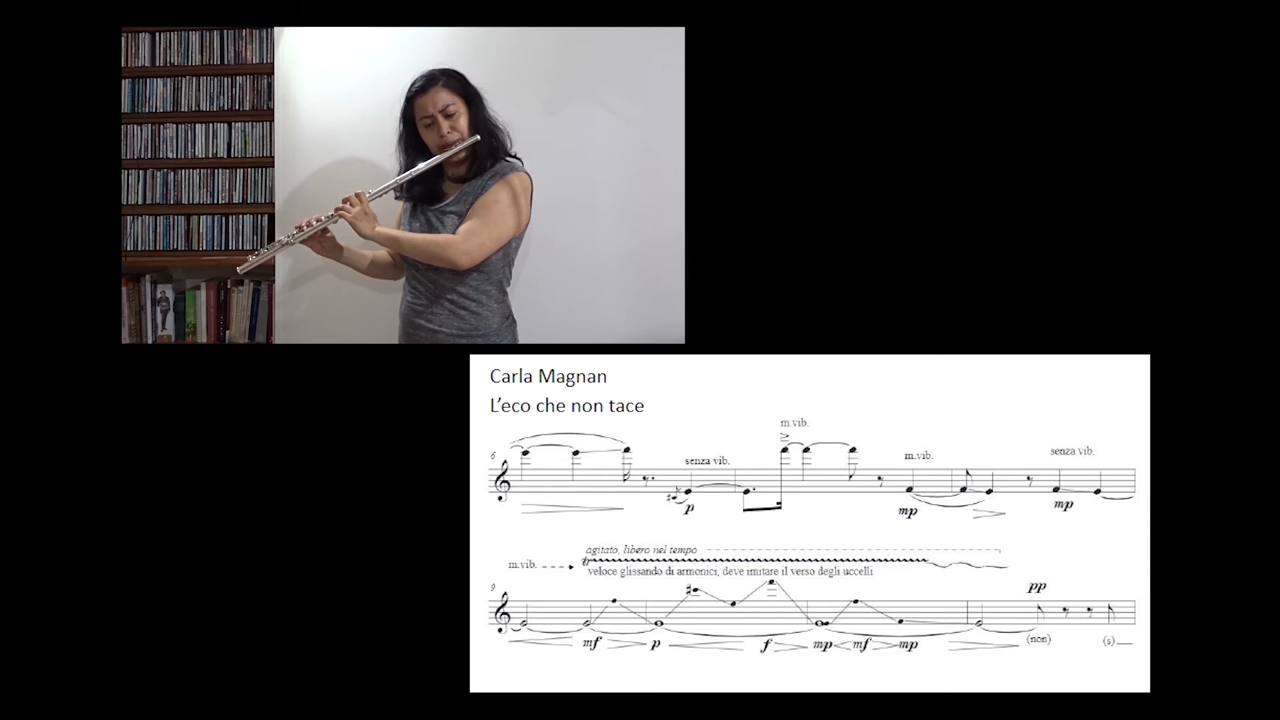 Carla Magnan
L’eco che non tace
m.vib.
6
senza vib.
m.vib.
senza vib.
p
mp
mp
agitato, libero nel tempo
m.vib.
veloce glissando di armonici, deve imitare il verso degli uccelli
9
pp
mf
p
f
mp
mf
mp
(non)
(s)